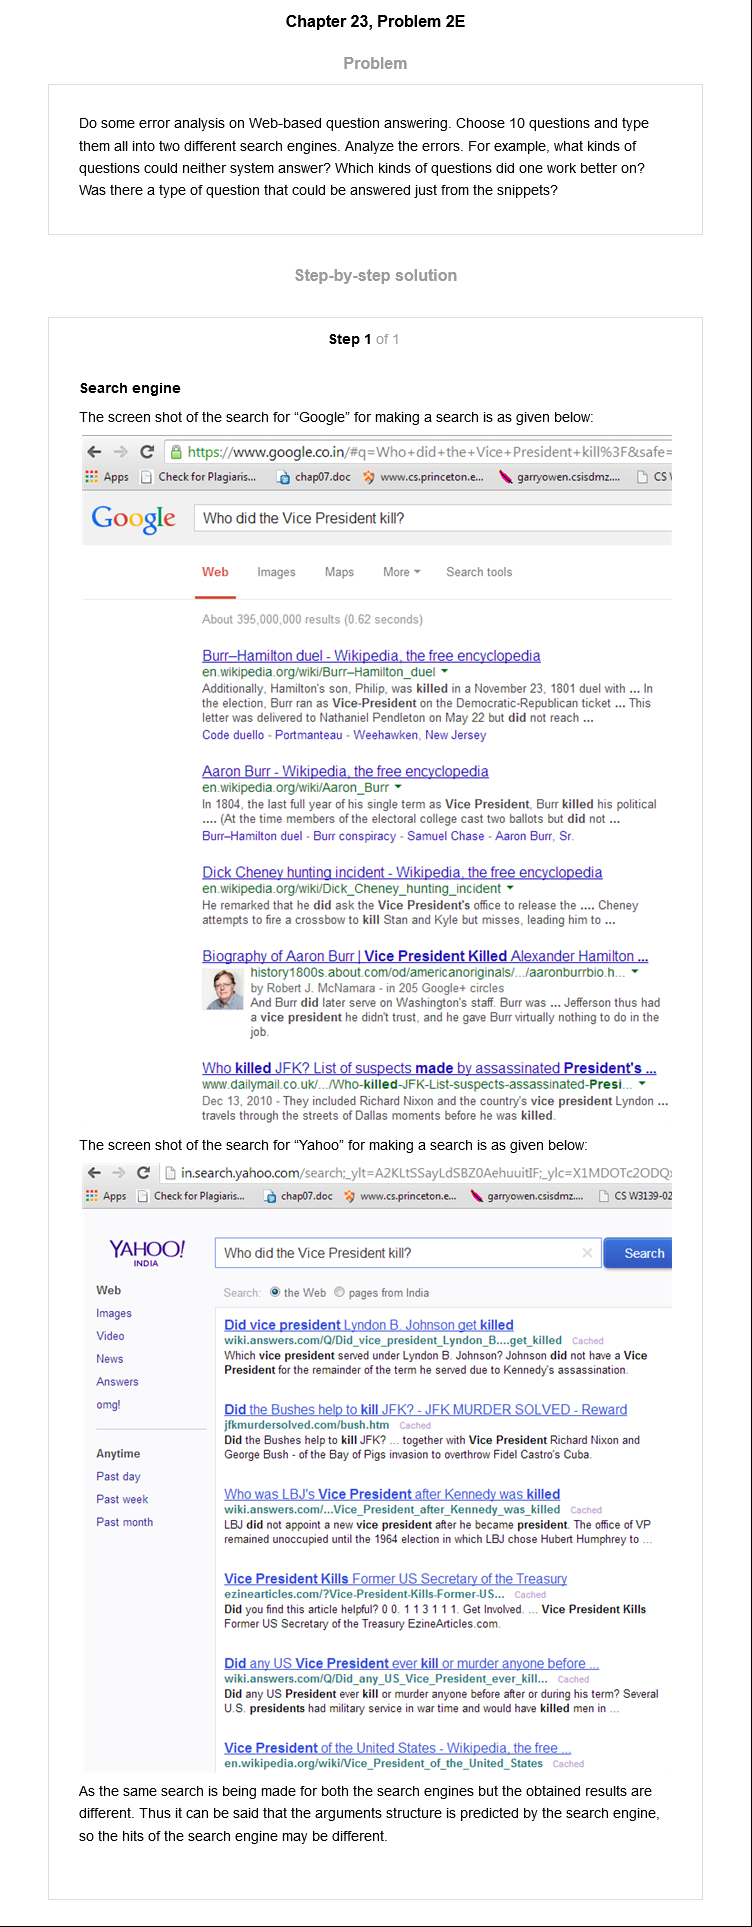 Chapter 23, Problem 2E
Problem
Do some error analysis on Web-based question answering. Choose 10 questions and type
them all into two different search engines. Analyze the errors. For example, what kinds of
questions could neither system answer? Which kinds of questions did one work better on?
Was there a type of question that could be answered just from the snippets?
Step-by-step solution
Step 1 of 1
Search engine
The screen shot of the search for “Google” for making a search is as given below:
https://www.google.co.in/#q=Who+did+the+Vice+President+kill%3F&safe=
Apps Check for Plagiaris... chap07.doc www.cs.princeton.e... garryowen.csisdmz.... CS V
Google
Who did the Vice President kill?
Web Images Maps More Search tools
About 395,000,000 results (0.62 seconds)
Burr–Hamilton duel - Wikipedia, the free encyclopedia
en.wikipedia.org/wiki/Burr–Hamilton_duel
Additionally, Hamilton's son, Philip, was killed in a November 23, 1801 duel with ... In
the election, Burr ran as Vice-President on the Democratic-Republican ticket ... This
letter was delivered to Nathaniel Pendleton on May 22 but did not reach ...
Code duello - Portmanteau - Weehawken, New Jersey
Aaron Burr - Wikipedia, the free encyclopedia
en.wikipedia.org/wiki/Aaron_Burr
In 1804, the last full year of his single term as Vice President, Burr killed his political
.... (At the time members of the electoral college cast two ballots but did not ...
Burr–Hamilton duel - Burr conspiracy - Samuel Chase - Aaron Burr, Sr.
Dick Cheney hunting incident - Wikipedia, the free encyclopedia
en.wikipedia.org/wiki/Dick_Cheney_hunting_incident
He remarked that he did ask the Vice President's office to release the .... Cheney
attempts to fire a crossbow to kill Stan and Kyle but misses, leading him to ...
Biography of Aaron Burr | Vice President Killed Alexander Hamilton ...
history1800s.about.com/od/americanoriginals/.../aaronburrbio.h...
by Robert J. McNamara - in 205 Google+ circles
And Burr did later serve on Washington's staff. Burr was ... Jefferson thus had
a vice president he didn't trust, and he gave Burr virtually nothing to do in the
job.
Who killed JFK? List of suspects made by assassinated President's ...
www.dailymail.co.uk/.../Who-killed-JFK-List-suspects-assassinated-Presi...
Dec 13, 2010 - They included Richard Nixon and the country's vice president Lyndon ...
travels through the streets of Dallas moments before he was killed.
The screen shot of the search for “Yahoo” for making a search is as given below:
in.search.yahoo.com/search;_ylt=A2KLtSSayLdSBZ0AehuuitIF;_ylc=X1MDOTc2ODQx
Apps Check for Plagiaris... chap07.doc www.cs.princeton.e... garryowen.csisdmz.... CS W3139-02
YAHOO!
INDIA
Who did the Vice President kill?
Search
Search: the Web pages from India
Web
Images
Video
News
Answers
omg!
Anytime
Past day
Past week
Past month
Did vice president Lyndon B. Johnson get killed
wiki.answers.com/Q/Did_vice_president_Lyndon_B....get_killed Cached
Which vice president served under Lyndon B. Johnson? Johnson did not have a Vice
President for the remainder of the term he served due to Kennedy's assassination.
Did the Bushes help to kill JFK? - JFK MURDER SOLVED - Reward
jfkmurdersolved.com/bush.htm Cached
Did the Bushes help to kill JFK? ... together with Vice President Richard Nixon and
George Bush - of the Bay of Pigs invasion to overthrow Fidel Castro's Cuba.
Who was LBJ's Vice President after Kennedy was killed
wiki.answers.com/...Vice_President_after_Kennedy_was_killed Cached
LBJ did not appoint a new vice president after he became president. The office of VP
remained unoccupied until the 1964 election in which LBJ chose Hubert Humphrey to ...
Vice President Kills Former US Secretary of the Treasury
ezinearticles.com/?Vice-President-Kills-Former-US... Cached
Did you find this article helpful? 0 0. 1 1 3 1 1 1. Get Involved. ... Vice President Kills
Former US Secretary of the Treasury EzineArticles.com.
Did any US Vice President ever kill or murder anyone before ...
wiki.answers.com/Q/Did_any_US_Vice_President_ever_kill... Cached
Did any US President ever kill or murder anyone before after or during his term? Several
U.S. presidents had military service in war time and would have killed men in ...
Vice President of the United States - Wikipedia, the free ...
en.wikipedia.org/wiki/Vice_President_of_the_United_States Cached
As the same search is being made for both the search engines but the obtained results are
different. Thus it can be said that the arguments structure is predicted by the search engine,
so the hits of the search engine may be different.